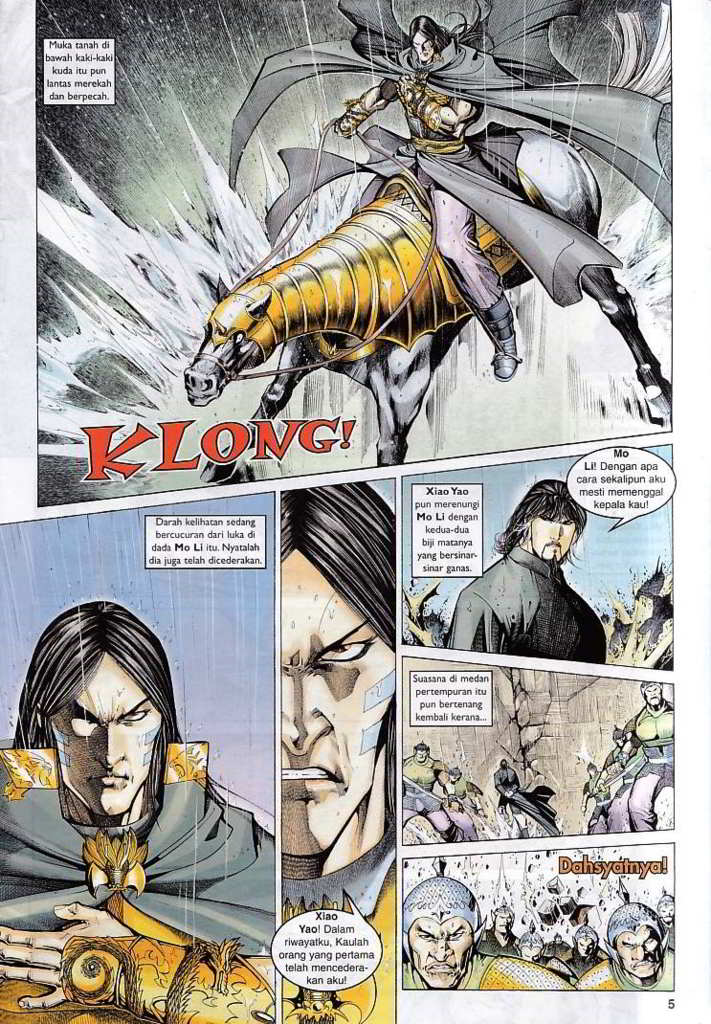 Muka tanah di
bawah kaki-kaki
kuda itu pun
lantas merekah
dan berpecah.
KLONG!
Darah kelihatan sedang
bercucuran dari luka di
dada Mo Li itu. Nyatalah
dia juga telah dicederakan.
Xiao
Yao! Dalam
riwayatku, Kaulah
orang yang pertama
telah mencedera-
kan aku!
Xiao Yao
pun merenungi
Mo Li dengan
kedua-dua
biji matanya
yang bersinar-
sinar ganas.
Mo
Li! Dengan apa
cara sekalipun aku
mesti memenggal
kepala kau!
Suasana di medan
pertempuran itu
pun bertenang
kembali kerana...
Dahsyatnya!
5